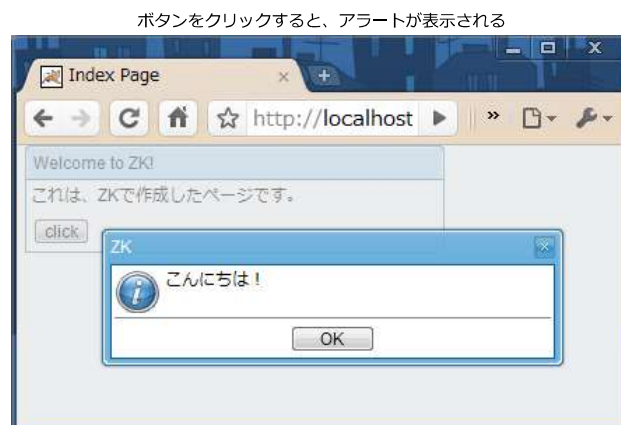 ボタンをクリックすると、アラートが表示される
Index Page
http://localhost
Welcome to ZK!
これは、ZKで作成したページです。
click
ZK
こんにちは！
OK